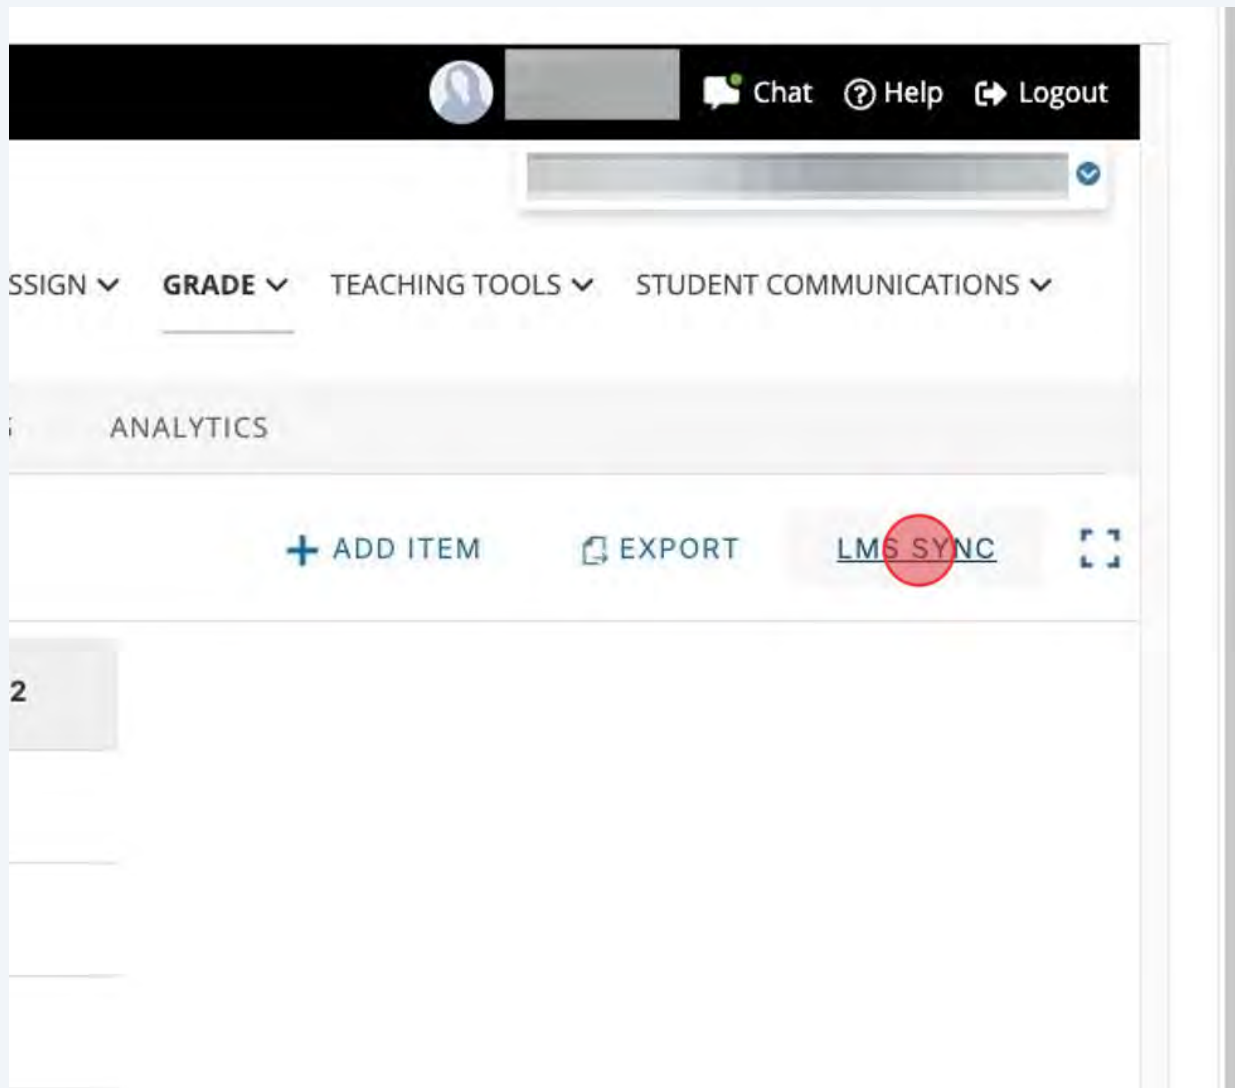 Chat Help Logout
SSIGN GRADE TEACHING TOOLS STUDENT COMMUNICATIONS
ANALYTICS
ADD ITEM EXPORT LMS SYNC
2